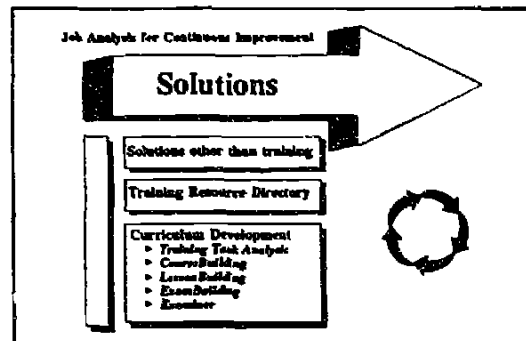 Job Analysis for Continuous Improvement
Solutions
Solutions other than training
Training Resource Directory
Curriculum Development
▸ Training Task Analysis
▸ CourseBuilding
▸ LessonBuilding
▸ ExamBuilding
▸ Examiner